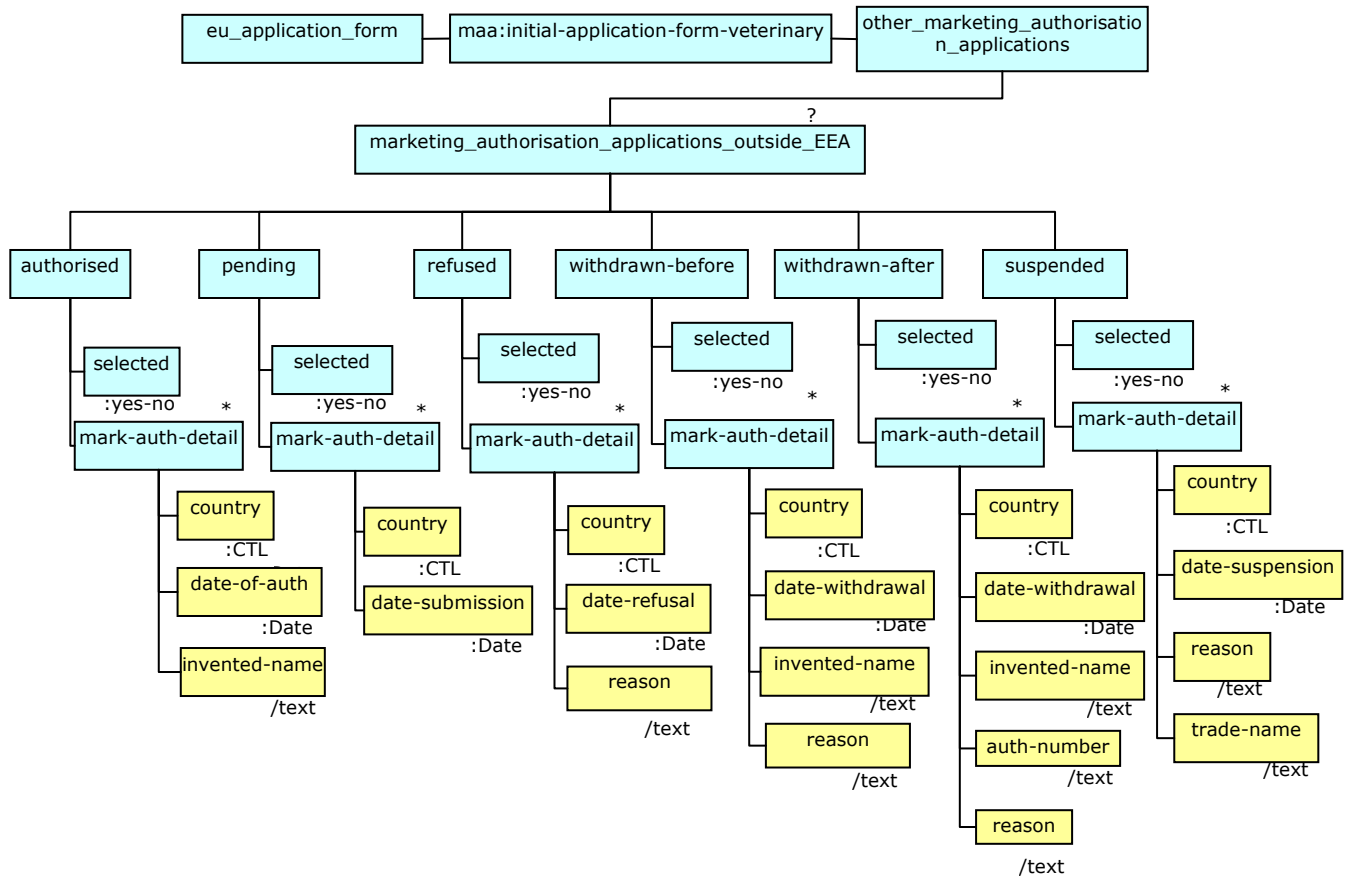 eu_application_form
maa:initial-application-form-veterinary
other_marketing_authorisatio
n_applications
?
marketing_authorisation_applications_outside_EEA
authorised
pending
refused
withdrawn-before
withdrawn-after
suspended
selected
:yes-no
*
mark-auth-detail
country
:CTL
date-of-auth
:Date
invented-name
/text
selected
:yes-no
*
mark-auth-detail
country
:CTL
date-submission
:Date
selected
:yes-no
*
mark-auth-detail
country
:CTL
date-refusal
:Date
reason
/text
selected
:yes-no
*
mark-auth-detail
country
:CTL
date-withdrawal
:Date
invented-name
/text
reason
/text
selected
:yes-no
*
mark-auth-detail
country
:CTL
date-withdrawal
:Date
invented-name
/text
auth-number
/text
reason
/text
selected
:yes-no
*
mark-auth-detail
country
:CTL
date-suspension
:Date
reason
/text
trade-name
/text